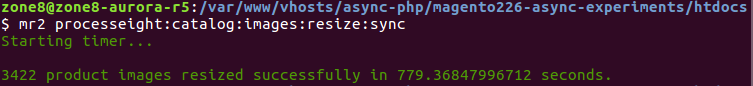 zone8@zone8-aurora-r5:/var/www/vhosts/async-php/magento226-async-experiments/htdocs
$ mr2 processeight:catalog:images:resize:sync
Starting timer...
3422 product images resized successfully in 779.36847996712 seconds.